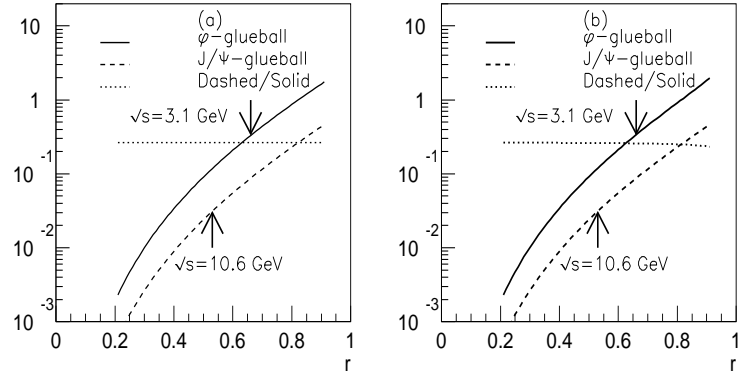 (a)
φ-glueball
J/Ψ-glueball
Dashed/Solid
√s=3.1 GeV
√s=10.6 GeV
10
1
10 -1
10 -2
10 -3
0 0.2 0.4 0.6 0.8 1
r
(b)
φ-glueball
J/Ψ-glueball
Dashed/Solid
√s=3.1 GeV
√s=10.6 GeV
10
1
10 -1
10 -2
10 -3
0 0.2 0.4 0.6 0.8 1
r